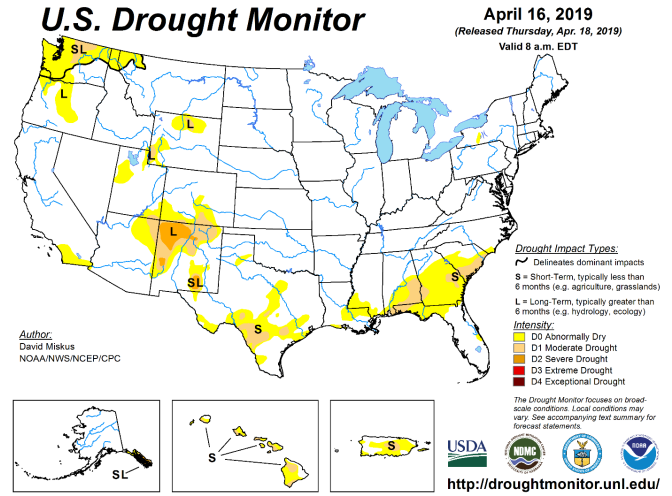 U.S. Drought Monitor
April 16, 2019
(Released Thursday, Apr. 18, 2019)
Valid 8 a.m. EDT
SL
L
L
L
L
SL
S
S
Drought Impact Types:
Delineates dominant impacts
S = Short-Term, typically less than
6 months (e.g. agriculture, grasslands)
L = Long-Term, typically greater than
6 months (e.g. hydrology, ecology)
Intensity:
D0 Abnormally Dry
D1 Moderate Drought
D2 Severe Drought
D3 Extreme Drought
D4 Exceptional Drought
Author:
David Miskus
NOAA/NWS/NCEP/CPC
The Drought Monitor focuses on broad-
scale conditions. Local conditions may
vary. See accompanying text summary for
forecast statements.
SL
S
S
USDA
NDMC
NOAA
http://droughtmonitor.unl.edu/